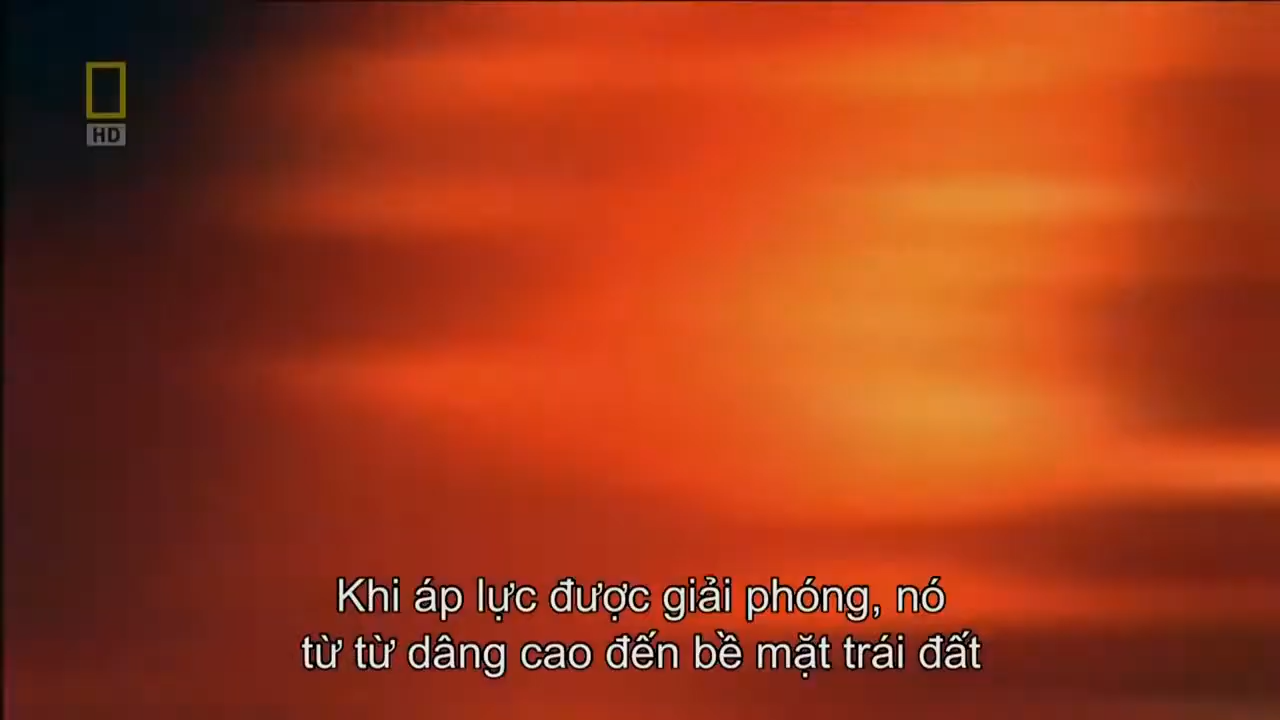 HD
Khi áp lực được giải phóng, nó
từ từ dâng cao đến bề mặt trái đất